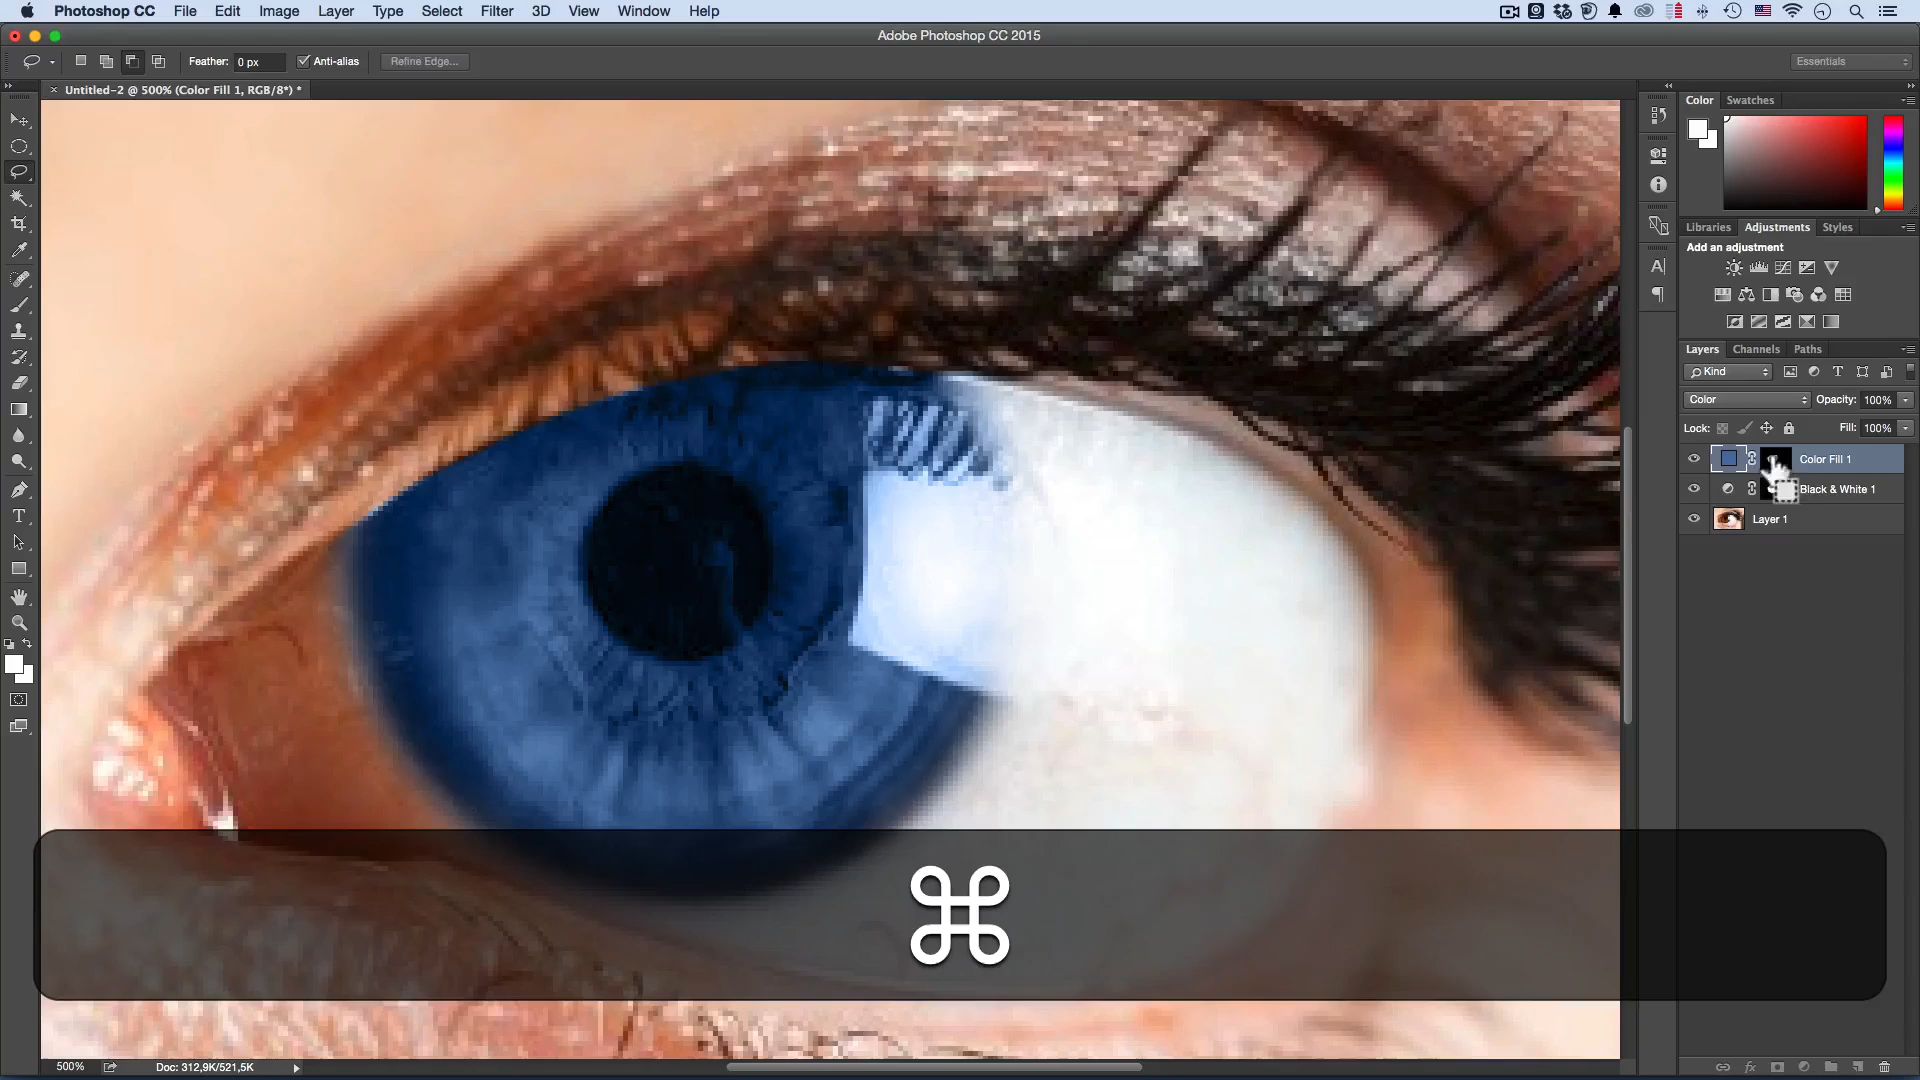 Photoshop CC File Edit Image Layer Type Select Filter 3D View Window Help
Adobe Photoshop CC 2015
Feather: 0 px Anti-alias Refine Edge... Essentials
× Untitled-2 @ 500% (Color Fill 1, RGB/8*) *
Color Swatches
Libraries Adjustments Styles
Add an adjustment
Layers Channels Paths
Kind
Color Opacity: 100%
Lock: Fill: 100%
Color Fill 1
Black & White 1
Layer 1
⌘
500% Doc: 312,9K/521,5K